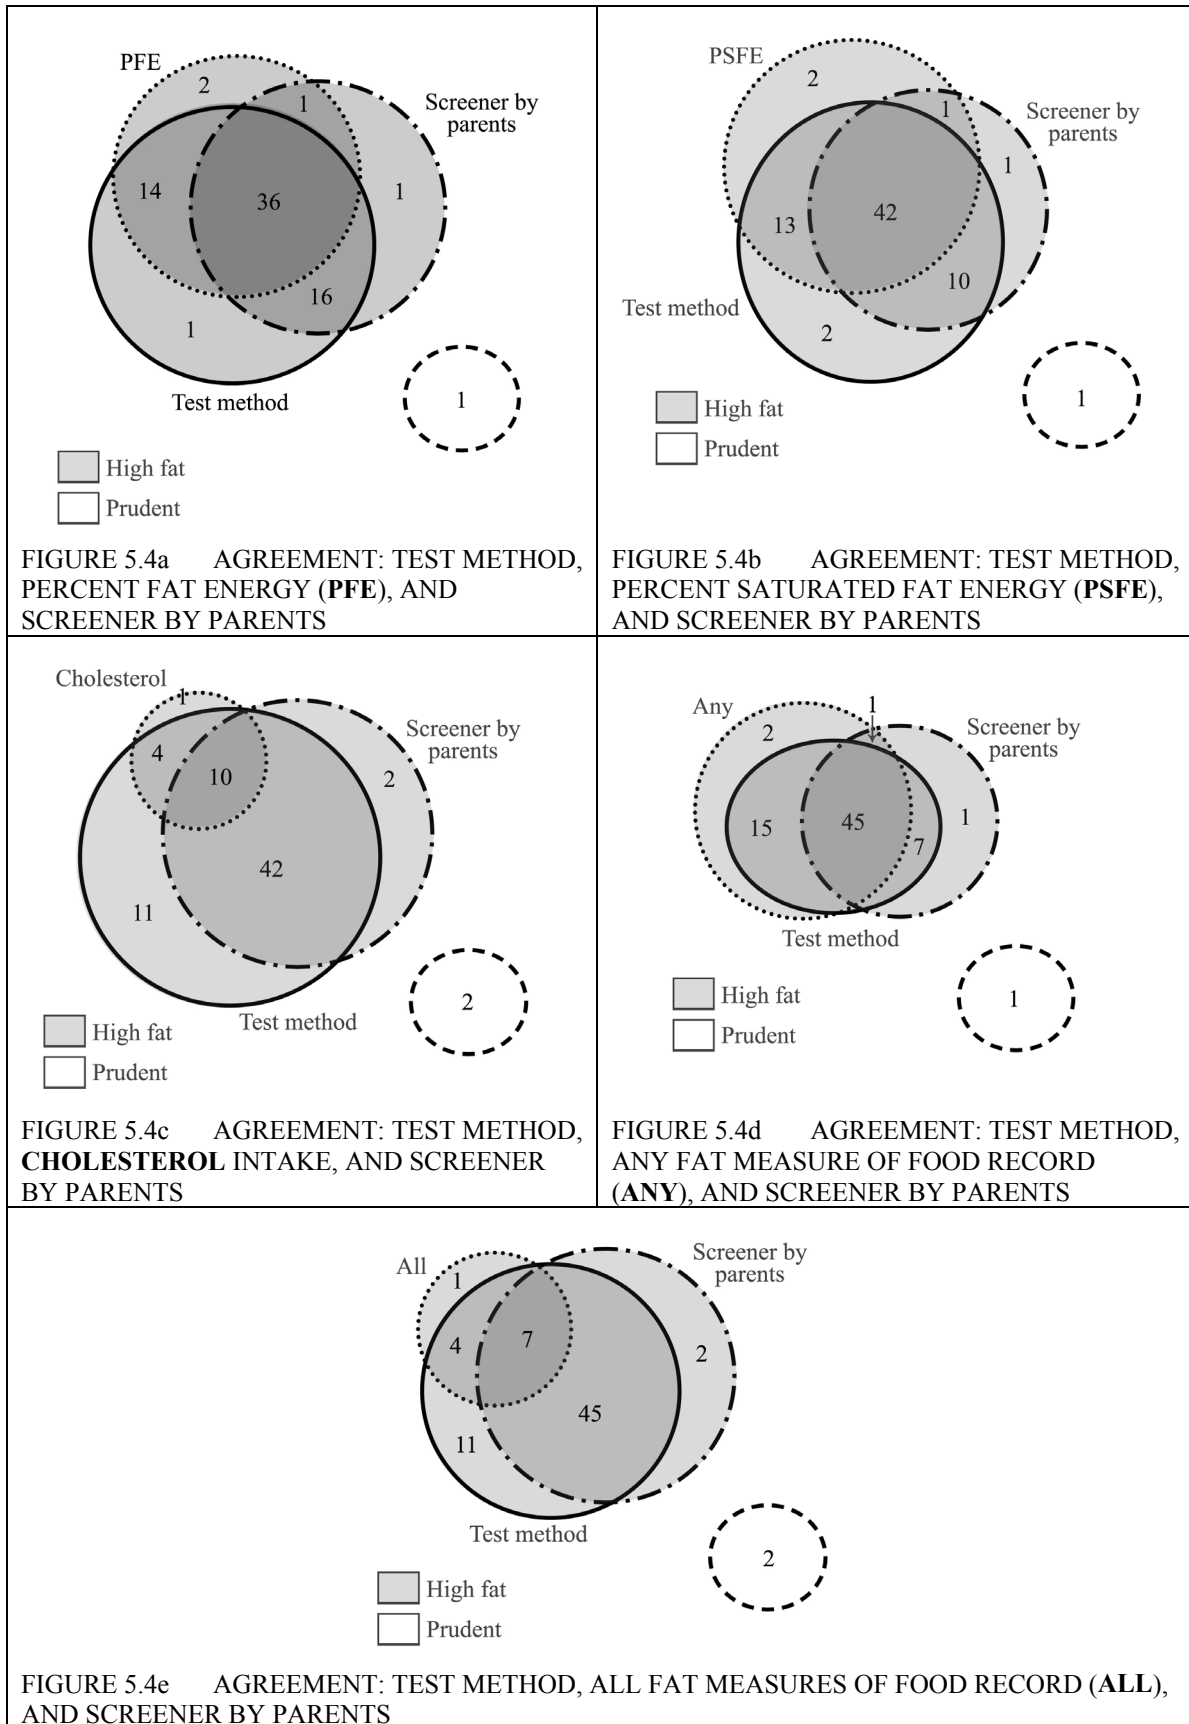 PFE
2
1
Screener by
parents
14
36
1
16
1
Test method
1
High fat
Prudent
FIGURE 5.4a AGREEMENT: TEST METHOD,
PERCENT FAT ENERGY (PFE), AND
SCREENER BY PARENTS
PSFE
2
1
Screener by
parents
1
42
13
10
Test method
2
1
High fat
Prudent
FIGURE 5.4b AGREEMENT: TEST METHOD,
PERCENT SATURATED FAT ENERGY (PSFE),
AND SCREENER BY PARENTS
Cholesterol
1
Screener by
parents
4
10
2
42
11
2
Test method
High fat
Prudent
FIGURE 5.4c AGREEMENT: TEST METHOD,
CHOLESTEROL INTAKE, AND SCREENER
BY PARENTS
Any
1
2
Screener by
parents
15
45
1
7
Test method
1
High fat
Prudent
FIGURE 5.4d AGREEMENT: TEST METHOD,
ANY FAT MEASURE OF FOOD RECORD
(ANY), AND SCREENER BY PARENTS
All
1
Screener by
parents
4
7
2
45
11
Test method
2
High fat
Prudent
FIGURE 5.4e AGREEMENT: TEST METHOD, ALL FAT MEASURES OF FOOD RECORD (ALL),
AND SCREENER BY PARENTS